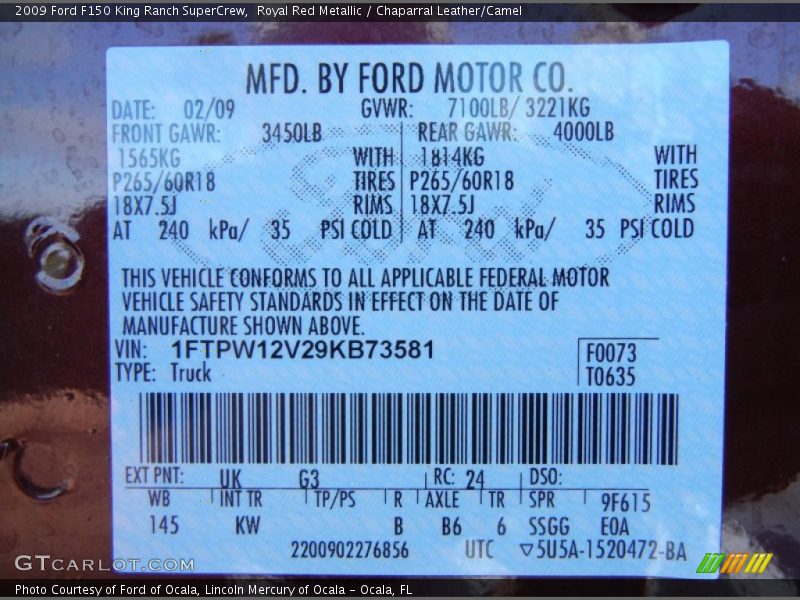 2009 Ford F150 King Ranch SuperCrew,  Royal Red Metallic / Chaparral Leather/Camel
MFD. BY FORD MOTOR CO.
DATE: 02/09 GVWR: 7100LB/ 3221KG
FRONT GAWR: 3450LB REAR GAWR: 4000LB
1565KG WITH 1814KG WITH
P265/60R18 TIRES P265/60R18 TIRES
18X7.5J RIMS 18X7.5J RIMS
AT 240 kPa/ 35 PSI COLD AT 240 kPa/ 35 PSI COLD
THIS VEHICLE CONFORMS TO ALL APPLICABLE FEDERAL MOTOR
VEHICLE SAFETY STANDARDS IN EFFECT ON THE DATE OF
MANUFACTURE SHOWN ABOVE.
VIN: 1FTPW12V29KB73581 F0073
TYPE: Truck T0635
EXT PNT: UK G3 RC: 24 DSO:
WB INT TR TP/PS R AXLE TR SPR 9F615
145 KW B B6 6 SSGG E0A
2200902276856 UTC ▽5U5A-1520472-BA
GTCARLOT.COM
Photo Courtesy of Ford of Ocala, Lincoln Mercury of Ocala - Ocala, FL